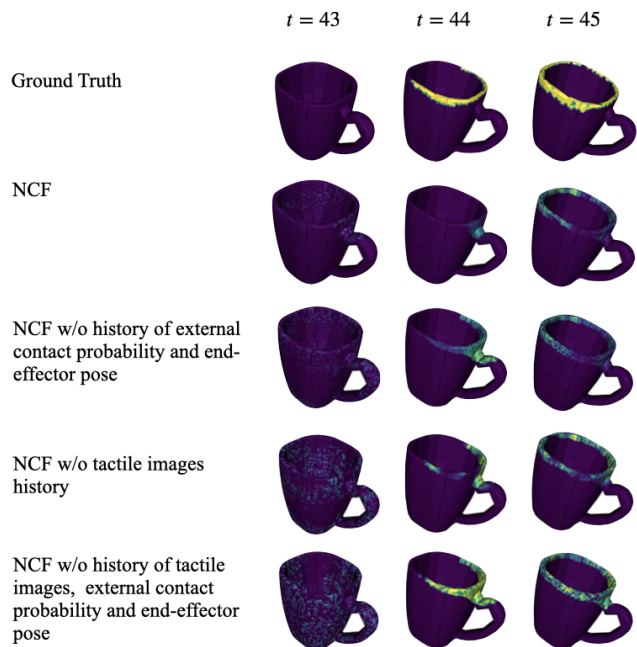 t = 43 t = 44 t = 45
Ground Truth
NCF
NCF w/o history of external
contact probability and end-
effector pose
NCF w/o tactile images
history
NCF w/o history of tactile
images, external contact
probability and end-effector
pose